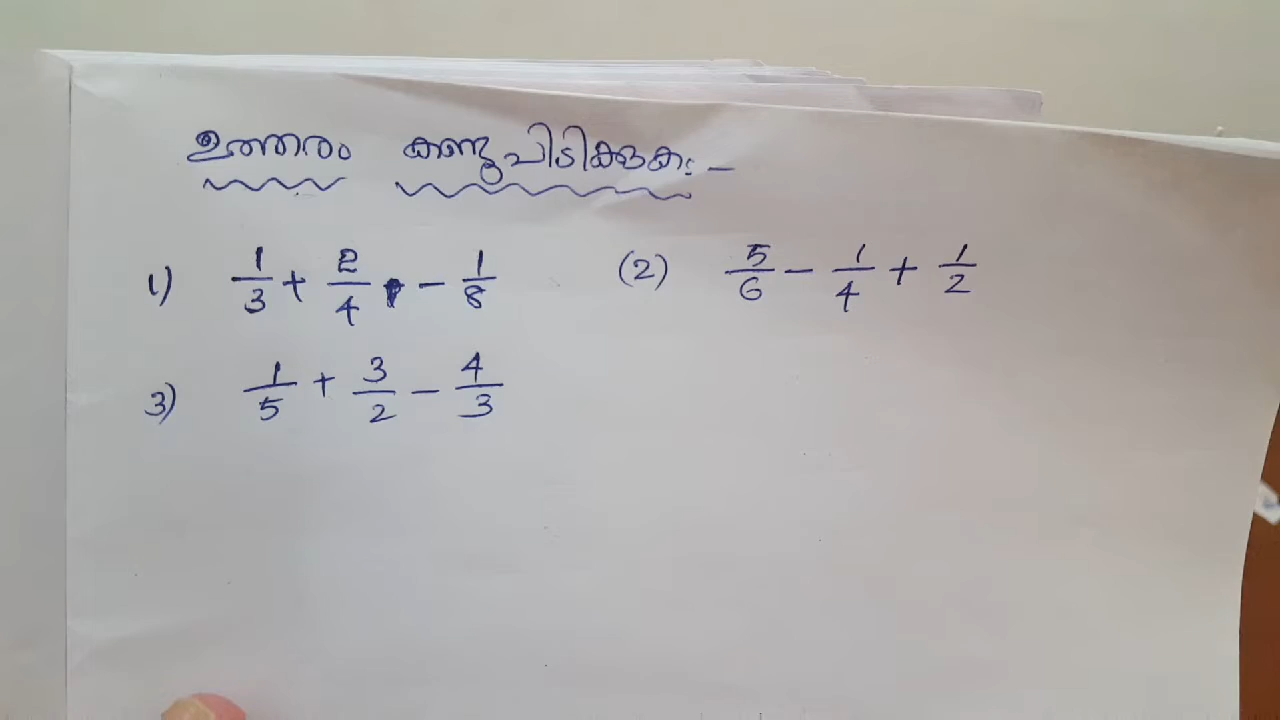 ഉത്തരം കണ്ടുപിടിക്കുക :-
1) 1/3 + 2/4 - 1/8 (2) 5/6 - 1/4 + 1/2
3) 1/5 + 3/2 - 4/3